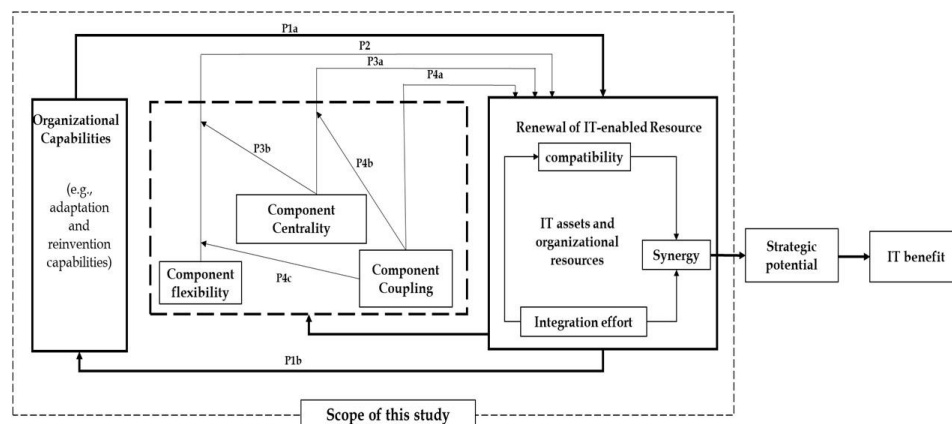 P1a
P2
P3a
P4a
Organizational
Capabilities
(e.g.,
adaptation
and
reinvention
capabilities)
P3b
P4b
Component
Centrality
Component
flexibility
P4c
Component
Coupling
Renewal of IT-enabled Resource
compatibility
IT assets and
organizational
resources
Synergy
Integration effort
Strategic
potential
IT benefit
P1b
Scope of this study